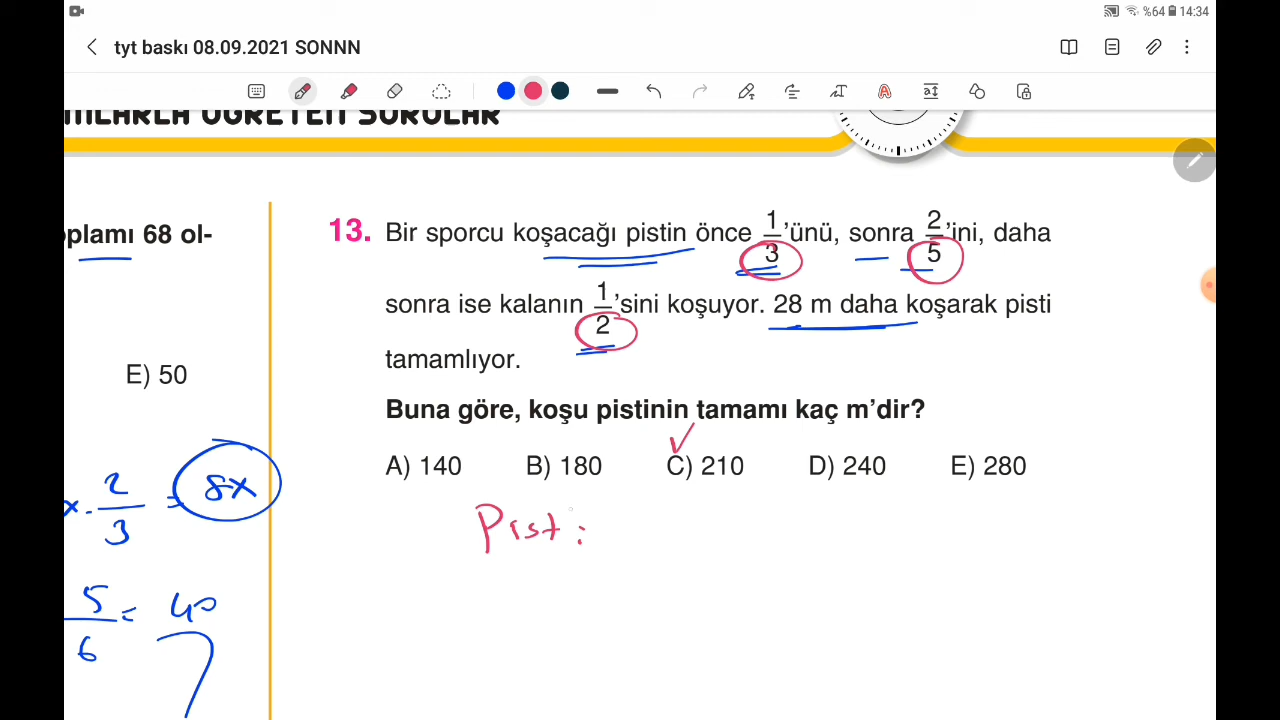 %64 14:34
tyt baskı 08.09.2021 SONNN
ÖĞRETEN SORULAR
oplamı 68 ol-
E) 50
x . 2/3 = 8x
5/6 = 40
13. Bir sporcu koşacağı pistin önce 1/3'ünü, sonra 2/5'ini, daha
sonra ise kalanın 1/2'sini koşuyor. 28 m daha koşarak pisti
tamamlıyor.
Buna göre, koşu pistinin tamamı kaç m'dir?
A) 140 B) 180 C) 210 D) 240 E) 280
Pist :